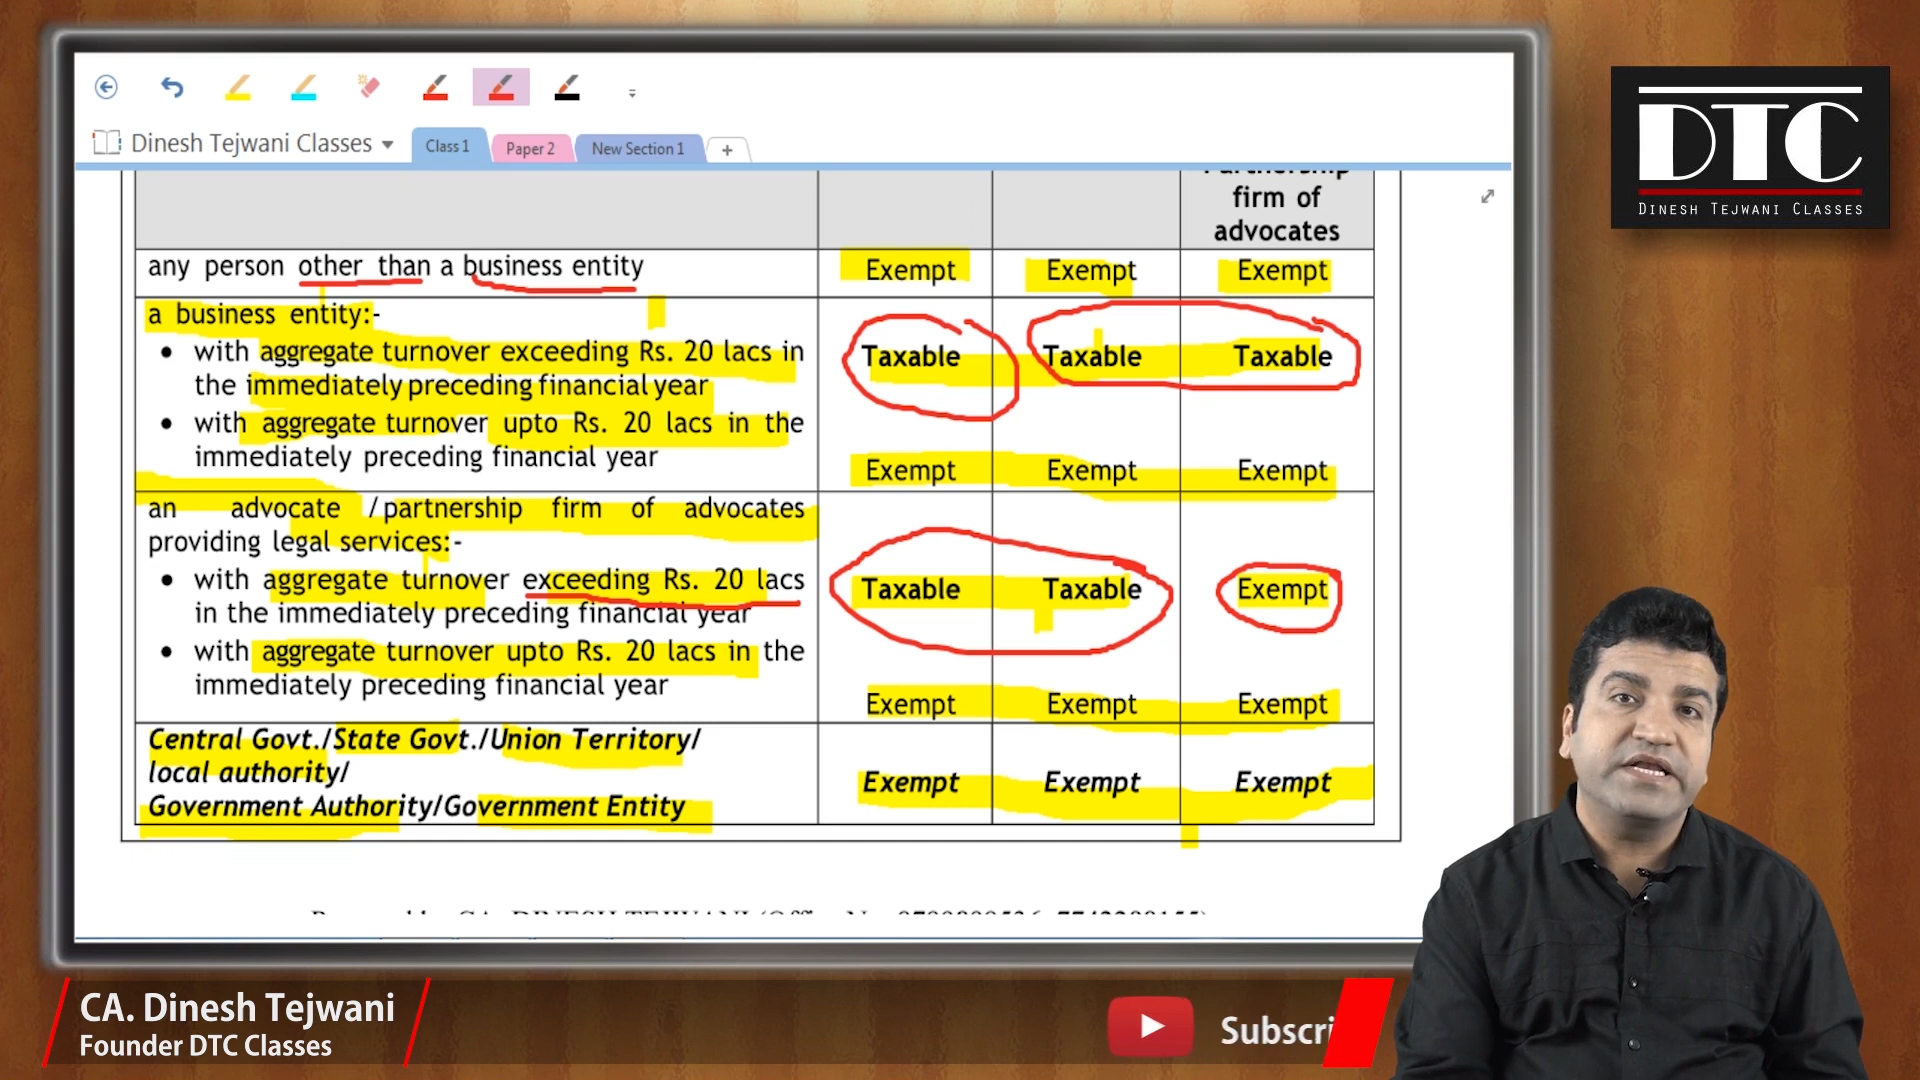 DTC
DINESH TEJWANI CLASSES
Dinesh Tejwani Classes
Class 1
Paper 2
New Section 1
+
Partnership
firm of
advocates
any person other than a business entity
Exempt
Exempt
Exempt
a business entity:-
• with aggregate turnover exceeding Rs. 20 lacs in
the immediately preceding financial year
Taxable
Taxable
Taxable
• with aggregate turnover upto Rs. 20 lacs in the
immediately preceding financial year
Exempt
Exempt
Exempt
an advocate /partnership firm of advocates
providing legal services:-
• with aggregate turnover exceeding Rs. 20 lacs
in the immediately preceding financial year
Taxable
Taxable
Exempt
• with aggregate turnover upto Rs. 20 lacs in the
immediately preceding financial year
Exempt
Exempt
Exempt
Central Govt./State Govt./Union Territory/
local authority/
Government Authority/Government Entity
Exempt
Exempt
Exempt
CA. Dinesh Tejwani
Founder DTC Classes
Subscri